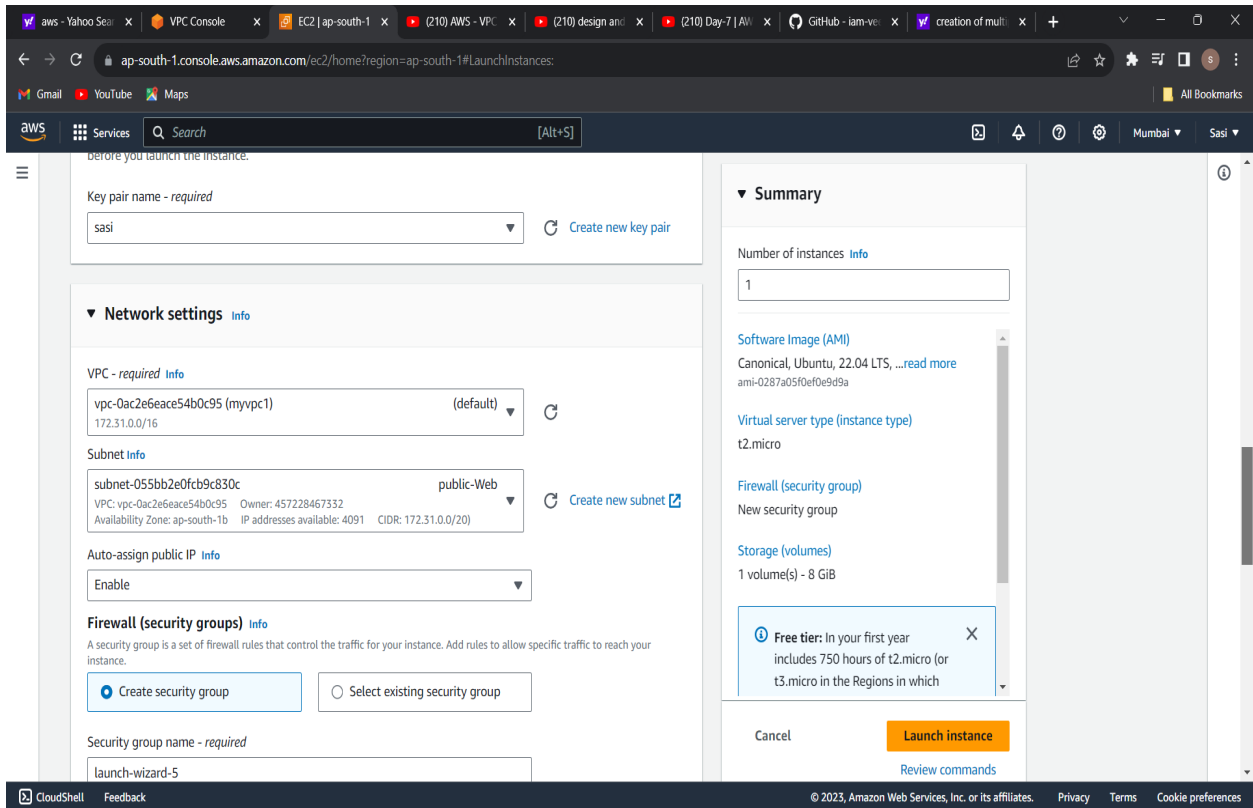 aws - Yahoo Sear
VPC Console
EC2 | ap-south-1
(210) AWS - VPC
(210) design and
(210) Day-7 | AW
GitHub - iam-vee
creation of multi
ap-south-1.console.aws.amazon.com/ec2/home?region=ap-south-1#LaunchInstances:
Gmail YouTube Maps All Bookmarks
aws Services Search [Alt+S] Mumbai ▼ Sasi ▼
before you launch the instance.
Key pair name - required
sasi
Create new key pair
▼ Network settings Info
VPC - required Info
vpc-0ac2e6eace54b0c95 (myvpc1) (default)
172.31.0.0/16
Subnet Info
subnet-055bb2e0fcb9c830c public-Web
VPC: vpc-0ac2e6eace54b0c95 Owner: 457228467332
Availability Zone: ap-south-1b IP addresses available: 4091 CIDR: 172.31.0.0/20)
Create new subnet
Auto-assign public IP Info
Enable
Firewall (security groups) Info
A security group is a set of firewall rules that control the traffic for your instance. Add rules to allow specific traffic to reach your
instance.
Create security group
Select existing security group
Security group name - required
launch-wizard-5
▼ Summary
Number of instances Info
1
Software Image (AMI)
Canonical, Ubuntu, 22.04 LTS, ...read more
ami-0287a05f0ef0e9d9a
Virtual server type (instance type)
t2.micro
Firewall (security group)
New security group
Storage (volumes)
1 volume(s) - 8 GiB
Free tier: In your first year
includes 750 hours of t2.micro (or
t3.micro in the Regions in which
Cancel
Launch instance
Review commands
CloudShell Feedback © 2023, Amazon Web Services, Inc. or its affiliates. Privacy Terms Cookie preferences